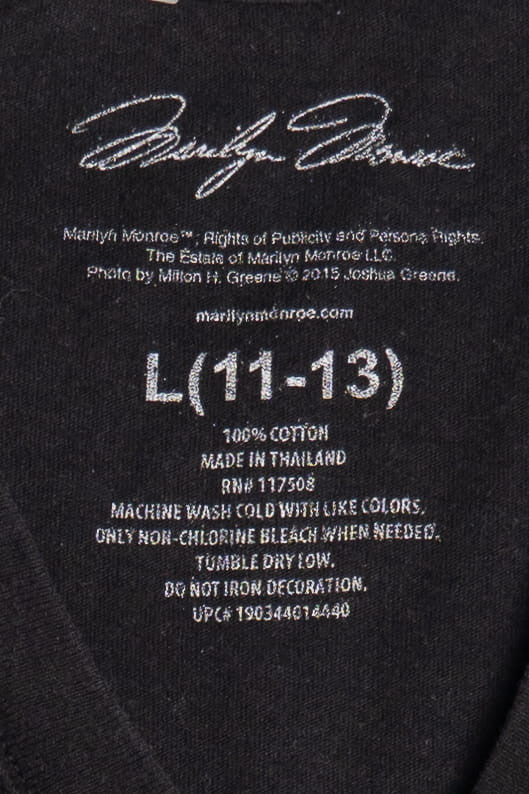 Marilyn Monroe
Marilyn Monroe™; Rights of Publicity and Persona Rights:
The Estate of Marilyn Monroe LLC.
Photo by Milton H. Greene © 2015 Joshua Greene.
marilynmonroe.com
L(11-13)
100% COTTON
MADE IN THAILAND
RN# 117508
MACHINE WASH COLD WITH LIKE COLORS.
ONLY NON-CHLORINE BLEACH WHEN NEEDED.
TUMBLE DRY LOW.
DO NOT IRON DECORATION.
UPC# 190344014440